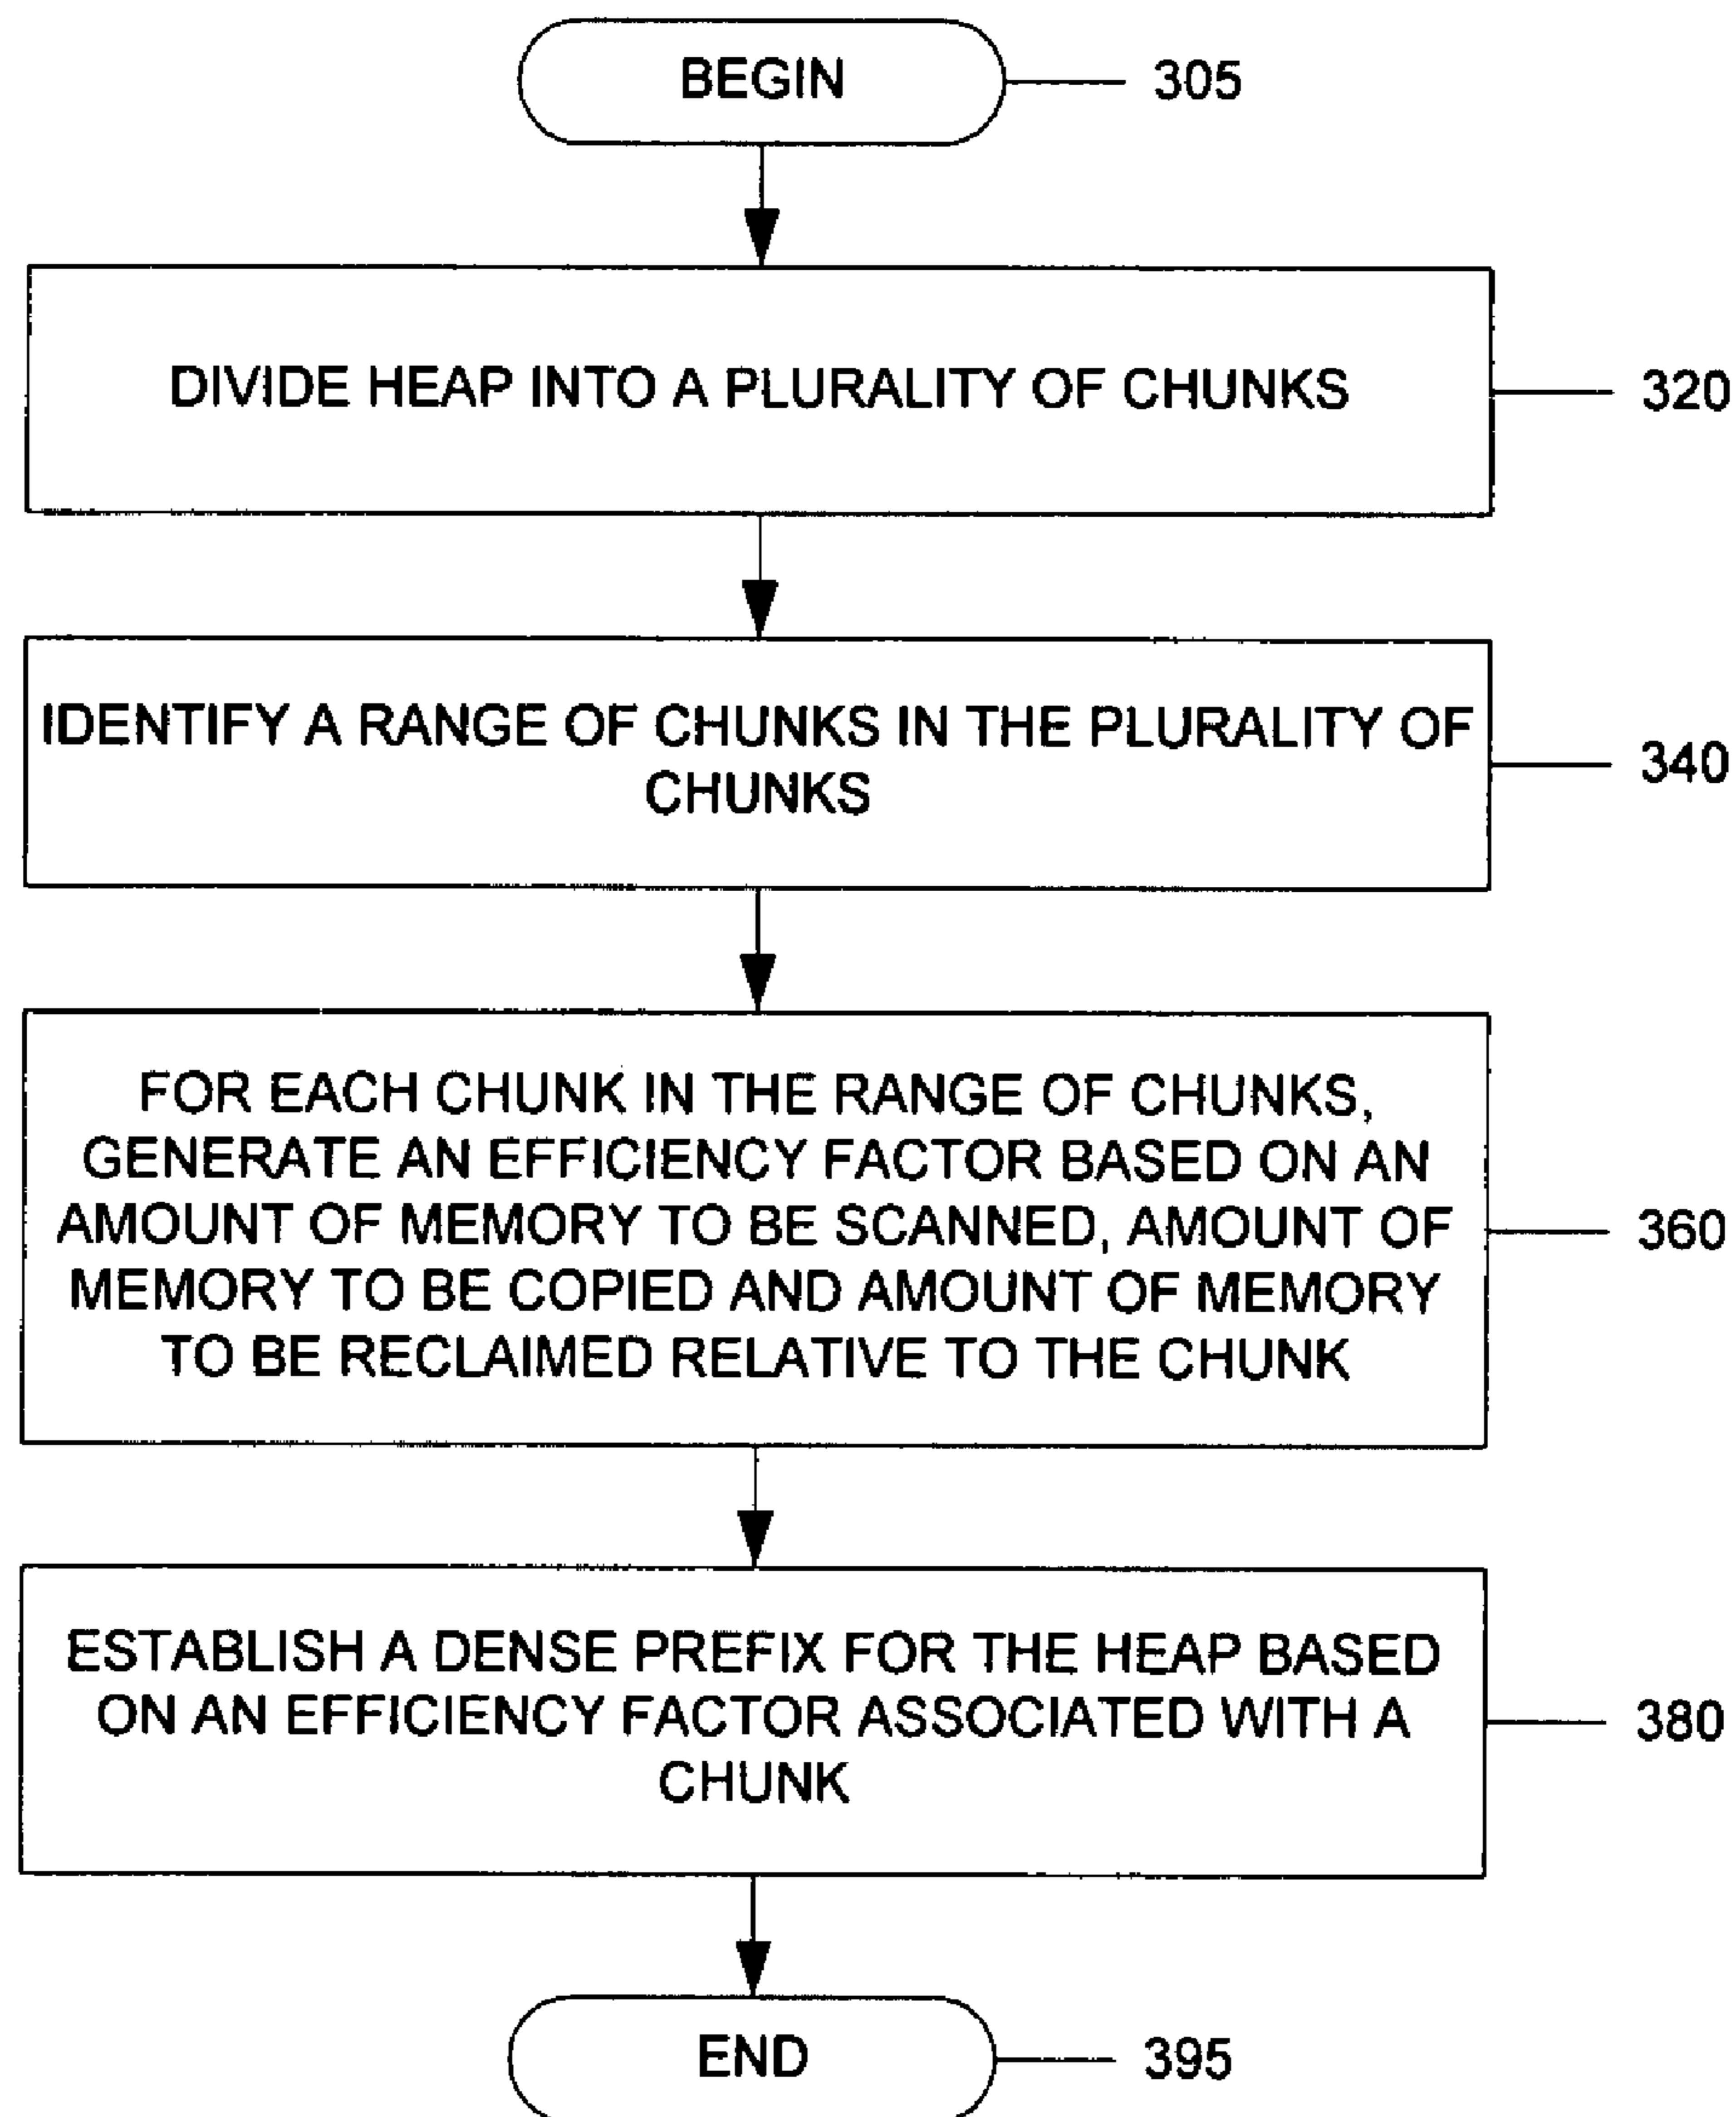 BEGIN
305
DIVIDE HEAP INTO A PLURALITY OF CHUNKS
320
IDENTIFY A RANGE OF CHUNKS IN THE PLURALITY OF
CHUNKS
340
FOR EACH CHUNK IN THE RANGE OF CHUNKS,
GENERATE AN EFFICIENCY FACTOR BASED ON AN
AMOUNT OF MEMORY TO BE SCANNED, AMOUNT OF
MEMORY TO BE COPIED AND AMOUNT OF MEMORY
TO BE RECLAIMED RELATIVE TO THE CHUNK
360
ESTABLISH A DENSE PREFIX FOR THE HEAP BASED
ON AN EFFICIENCY FACTOR ASSOCIATED WITH A
CHUNK
380
END
395